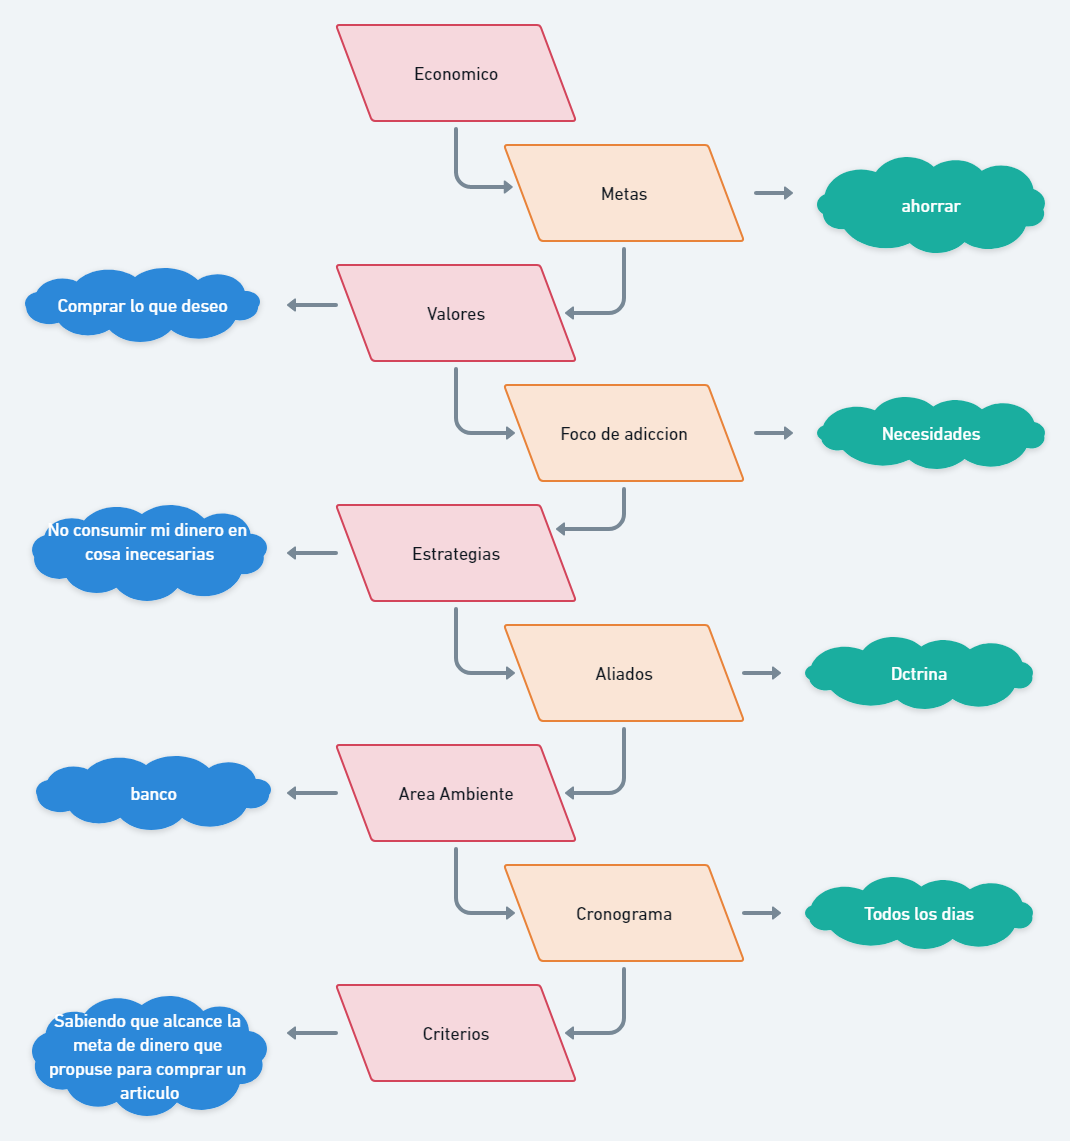 Economico
Metas
ahorrar
Comprar lo que deseo
Valores
Foco de adiccion
Necesidades
No consumir mi dinero en
cosa inecesarias
Estrategias
Aliados
Dctrina
banco
Area Ambiente
Cronograma
Todos los dias
Sabiendo que alcance la
meta de dinero que
propuse para comprar un
articulo
Criterios